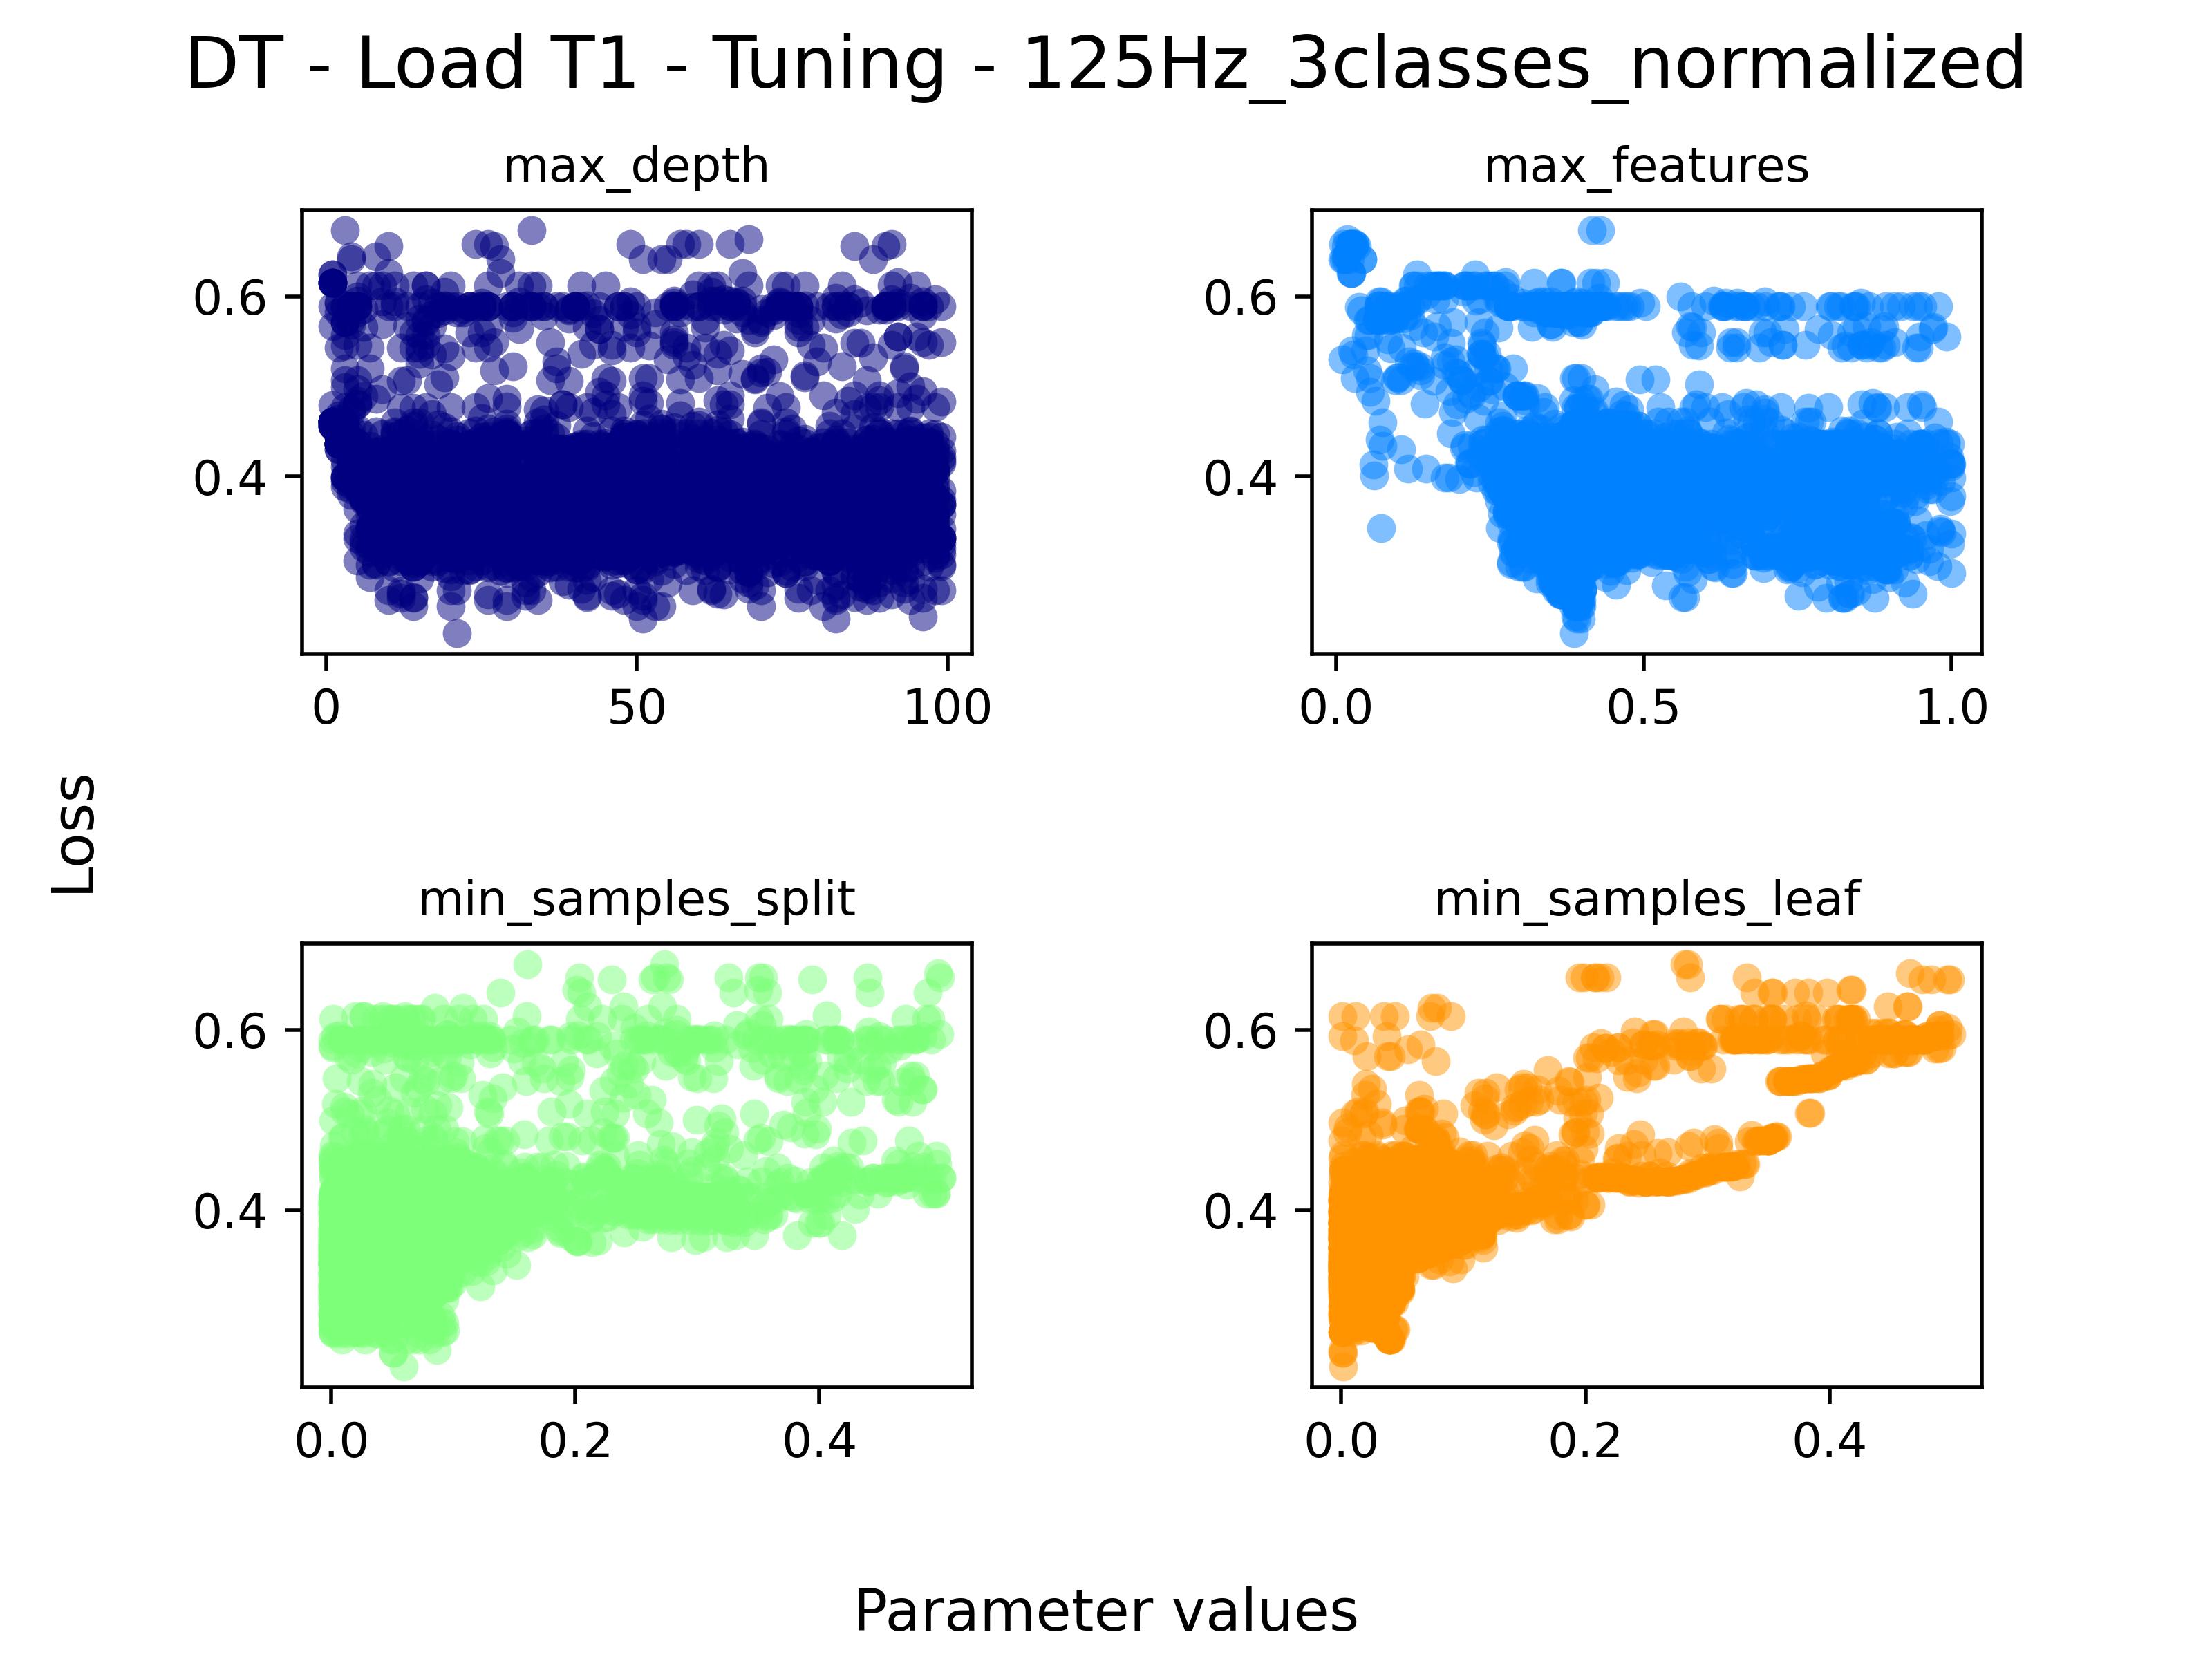 DT - Load T1 - Tuning - 125Hz_3classes_normalized
max_depth
max_features
0.6
0.4
0
50
100
0.6
0.4
0.0
0.5
1.0
Loss
min_samples_split
min_samples_leaf
0.6
0.4
0.0
0.2
0.4
0.6
0.4
0.0
0.2
0.4
Parameter values